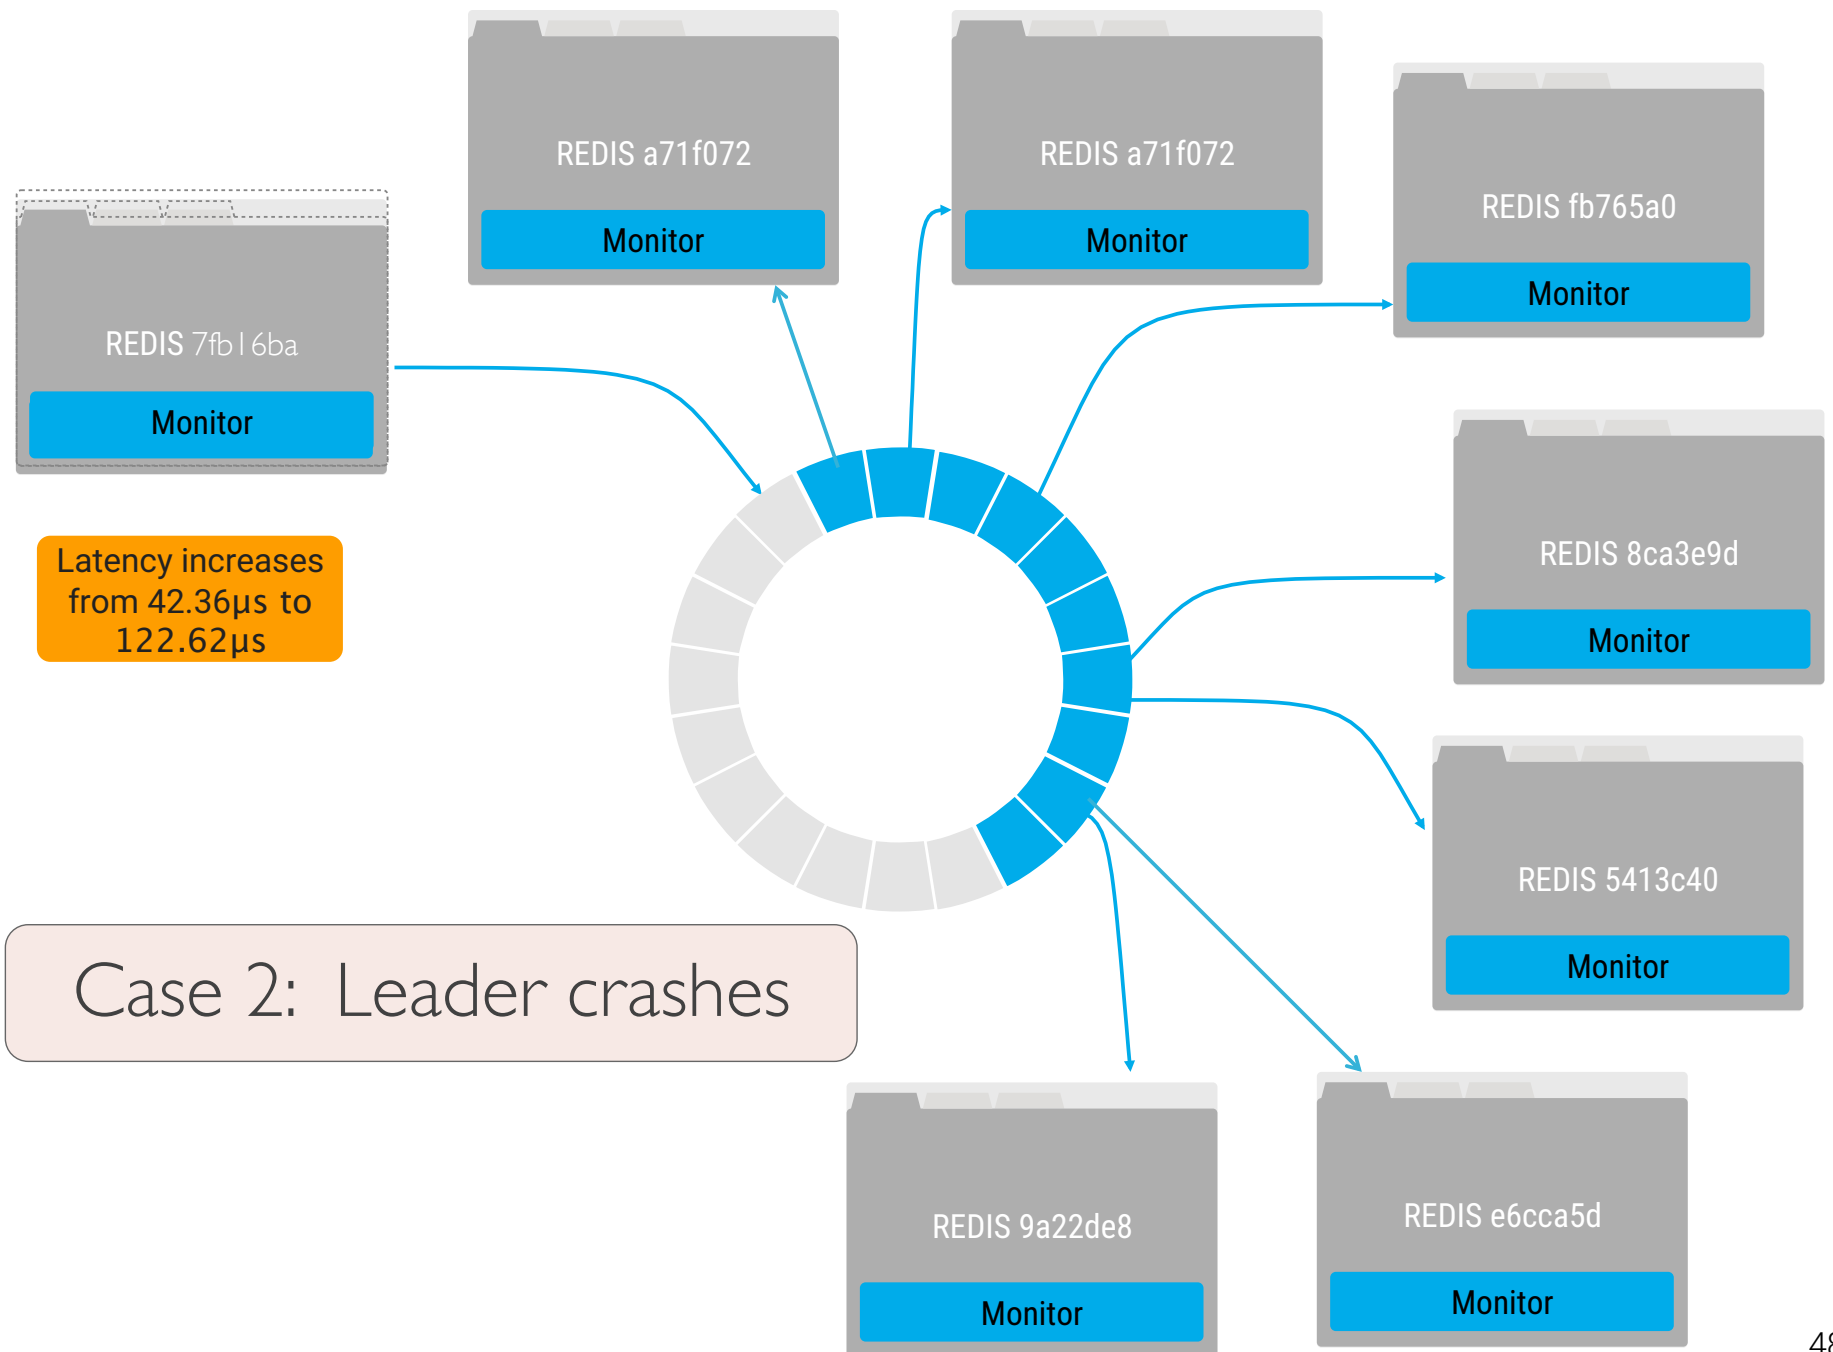 REDIS a71f072
Monitor
REDIS a71f072
Monitor
REDIS fb765a0
Monitor
REDIS 7fb16ba
Monitor
Latency increases
from 42.36µs to
122.62µs
REDIS 8ca3e9d
Monitor
REDIS 5413c40
Monitor
Case 2: Leader crashes
REDIS 9a22de8
Monitor
REDIS e6cca5d
Monitor